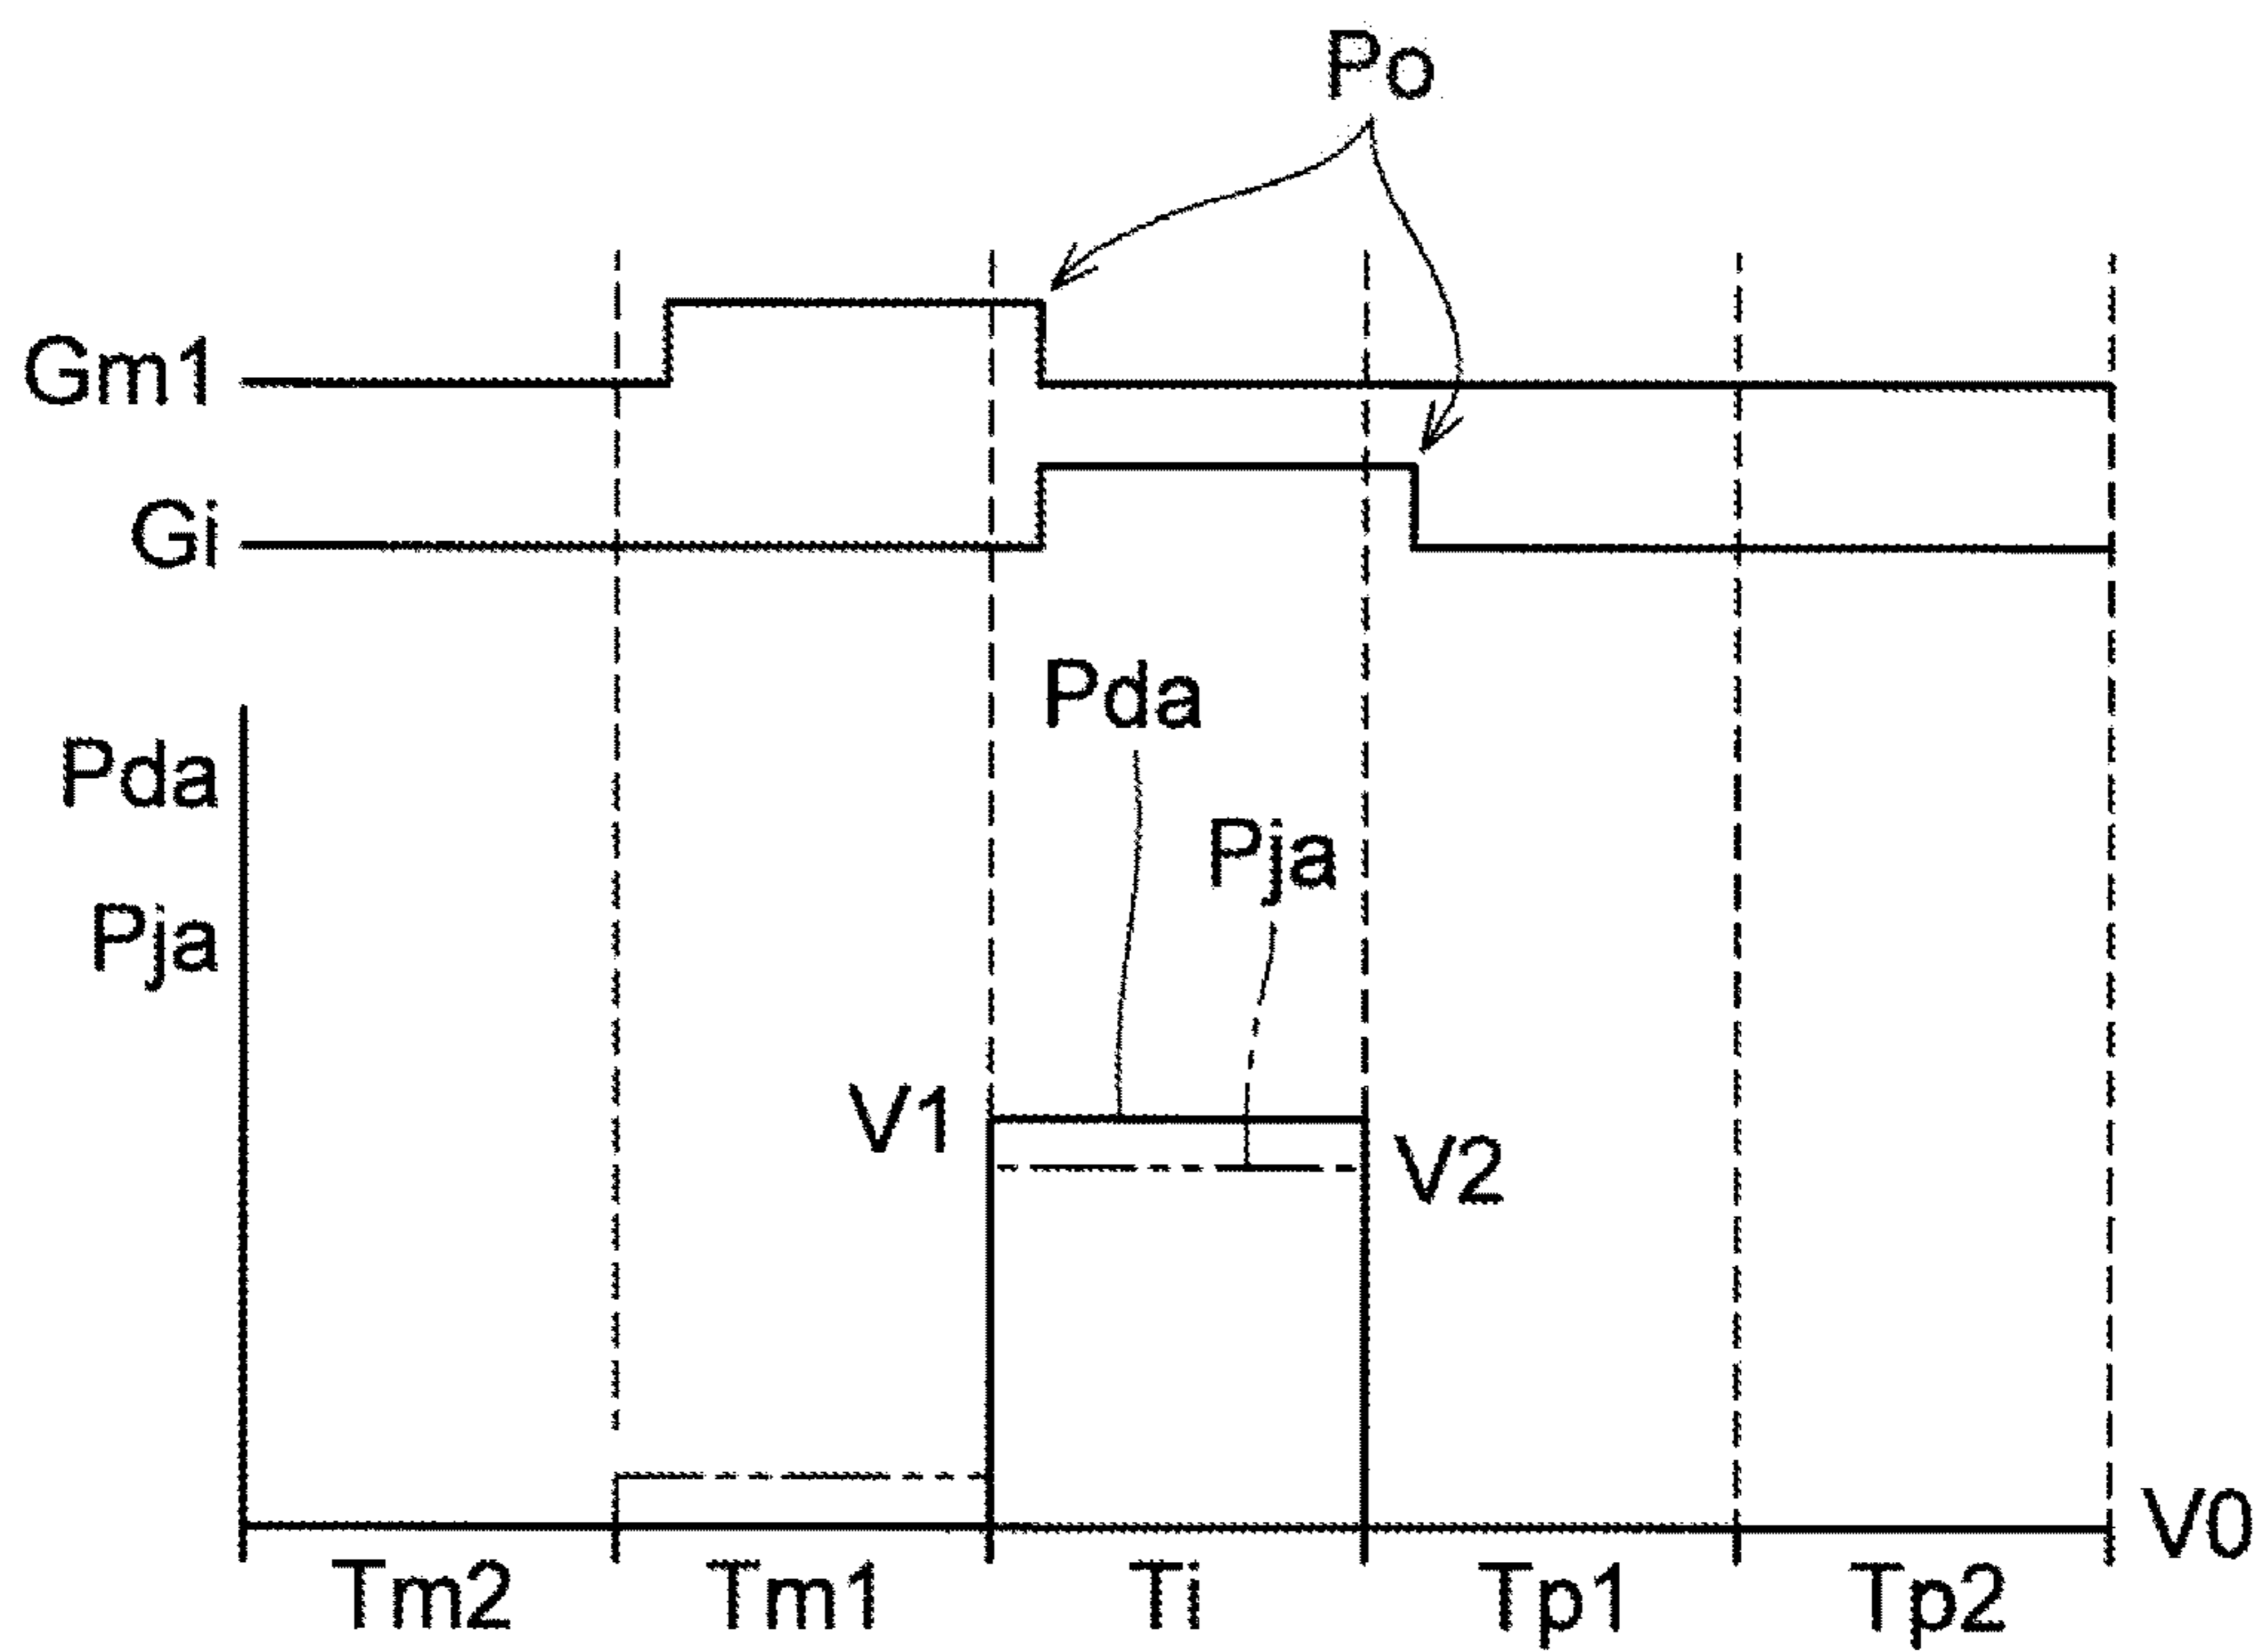 Po
Gm1
Gi
Pda
Pda
Pja
Pja
V1
V2
V0
Tm2 Tm1 Ti Tp1 Tp2